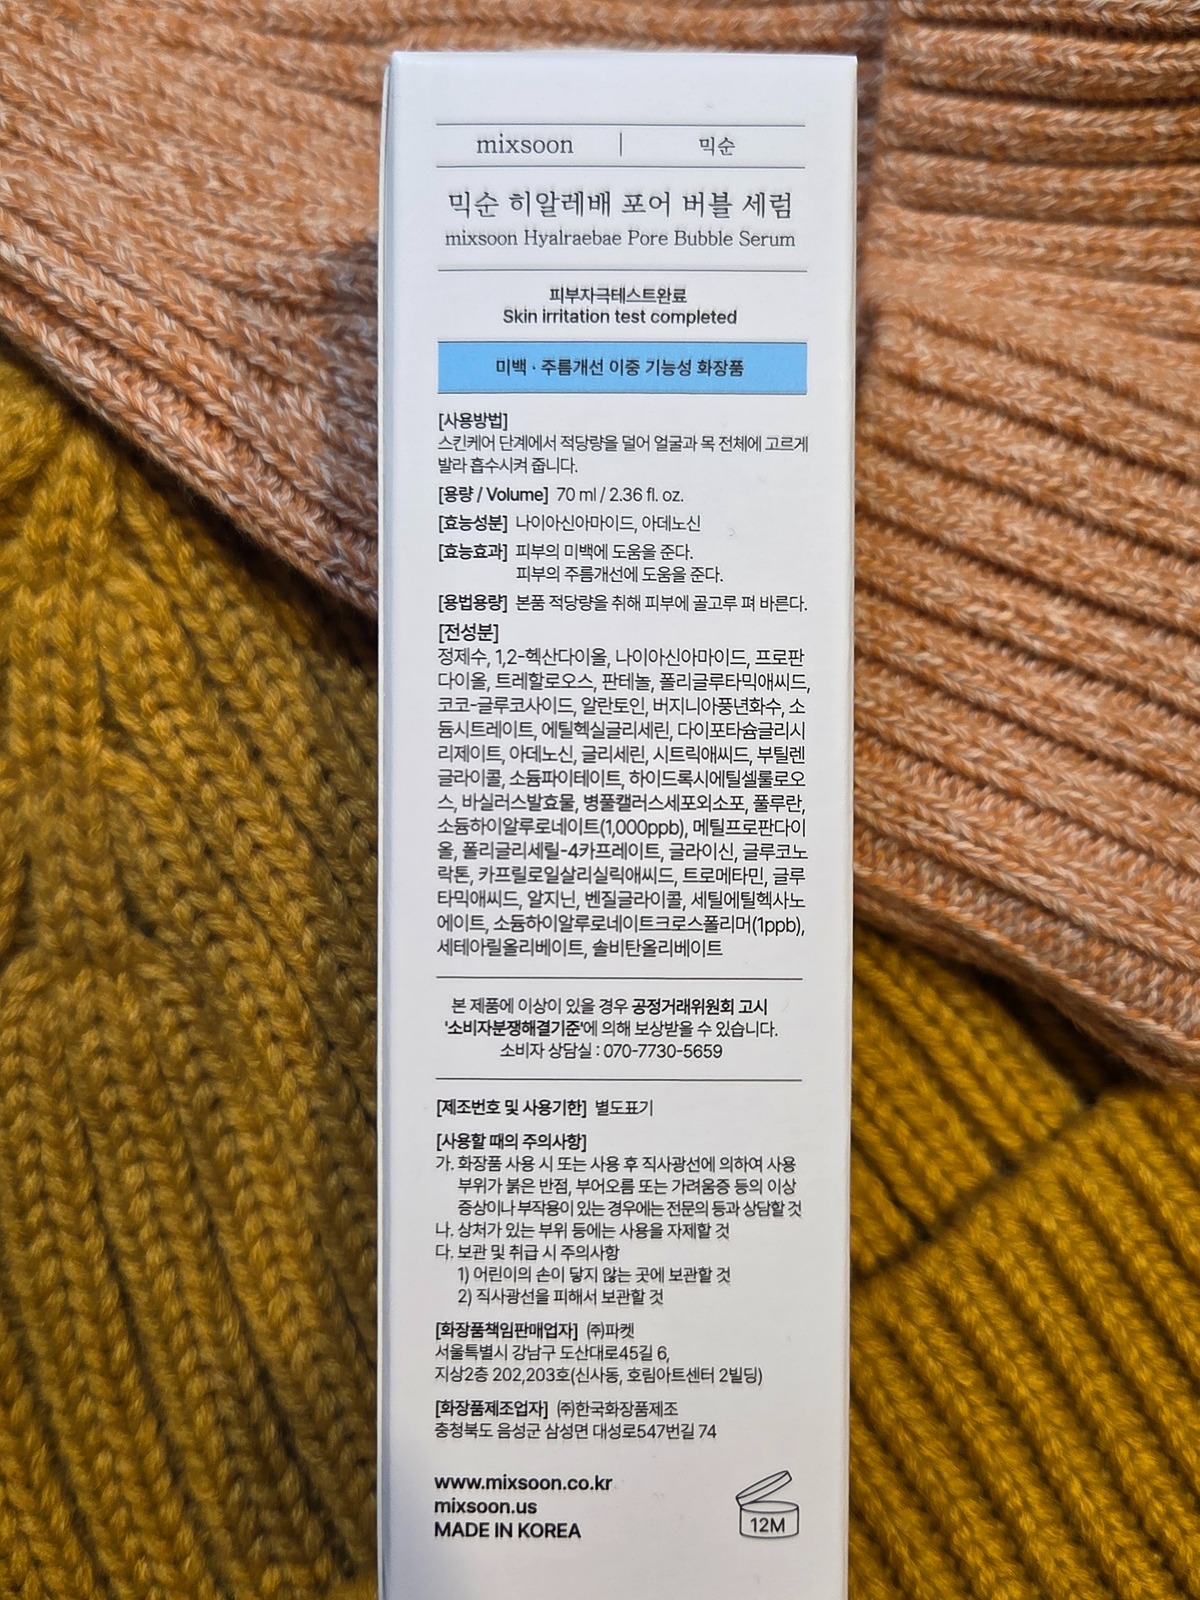 mixsoon | 믹순
믹순 히알레배 포어 버블 세럼
mixsoon Hyalraebae Pore Bubble Serum
피부자극테스트완료
Skin irritation test completed
미백 · 주름개선 이중 기능성 화장품
[사용방법]
스킨케어 단계에서 적당량을 덜어 얼굴과 목 전체에 고르게
발라 흡수시켜 줍니다.
[용량 / Volume] 70 ml / 2.36 fl. oz.
[효능성분] 나이아신아마이드, 아데노신
[효능효과] 피부의 미백에 도움을 준다.
피부의 주름개선에 도움을 준다.
[용법용량] 본품 적당량을 취해 피부에 골고루 펴 바른다.
[전성분]
정제수, 1,2-헥산다이올, 나이아신아마이드, 프로판
다이올, 트레할로오스, 판테놀, 폴리글루타믹애씨드,
코코-글루코사이드, 알란토인, 버지니아풍년화수, 소
듐시트레이트, 에틸헥실글리세린, 다이포타슘글리시
리제이트, 아데노신, 글리세린, 시트릭애씨드, 부틸렌
글라이콜, 소듐파이테이트, 하이드록시에틸셀룰로오
스, 바실러스발효물, 병풀캘러스세포외소포, 풀루란,
소듐하이알루로네이트(1,000ppb), 메틸프로판다이
올, 폴리글리세릴-4카프레이트, 글라이신, 글루코노
락톤, 카프릴로일살리실릭애씨드, 트로메타민, 글루
타믹애씨드, 알지닌, 벤질글라이콜, 세틸에틸헥사노
에이트, 소듐하이알루로네이트크로스폴리머(1ppb),
세테아릴올리베이트, 솔비탄올리베이트
본 제품에 이상이 있을 경우 공정거래위원회 고시
'소비자분쟁해결기준'에 의해 보상받을 수 있습니다.
소비자 상담실 : 070-7730-5659
[제조번호 및 사용기한] 별도표기
[사용할 때의 주의사항]
가. 화장품 사용 시 또는 사용 후 직사광선에 의하여 사용
부위가 붉은 반점, 부어오름 또는 가려움증 등의 이상
증상이나 부작용이 있는 경우에는 전문의 등과 상담할 것
나. 상처가 있는 부위 등에는 사용을 자제할 것
다. 보관 및 취급 시 주의사항
1) 어린이의 손이 닿지 않는 곳에 보관할 것
2) 직사광선을 피해서 보관할 것
[화장품책임판매업자] ㈜파켓
서울특별시 강남구 도산대로45길 6,
지상2층 202,203호(신사동, 호림아트센터 2빌딩)
[화장품제조업자] ㈜한국화장품제조
충청북도 음성군 삼성면 대성로547번길 74
www.mixsoon.co.kr
mixsoon.us
MADE IN KOREA
12M